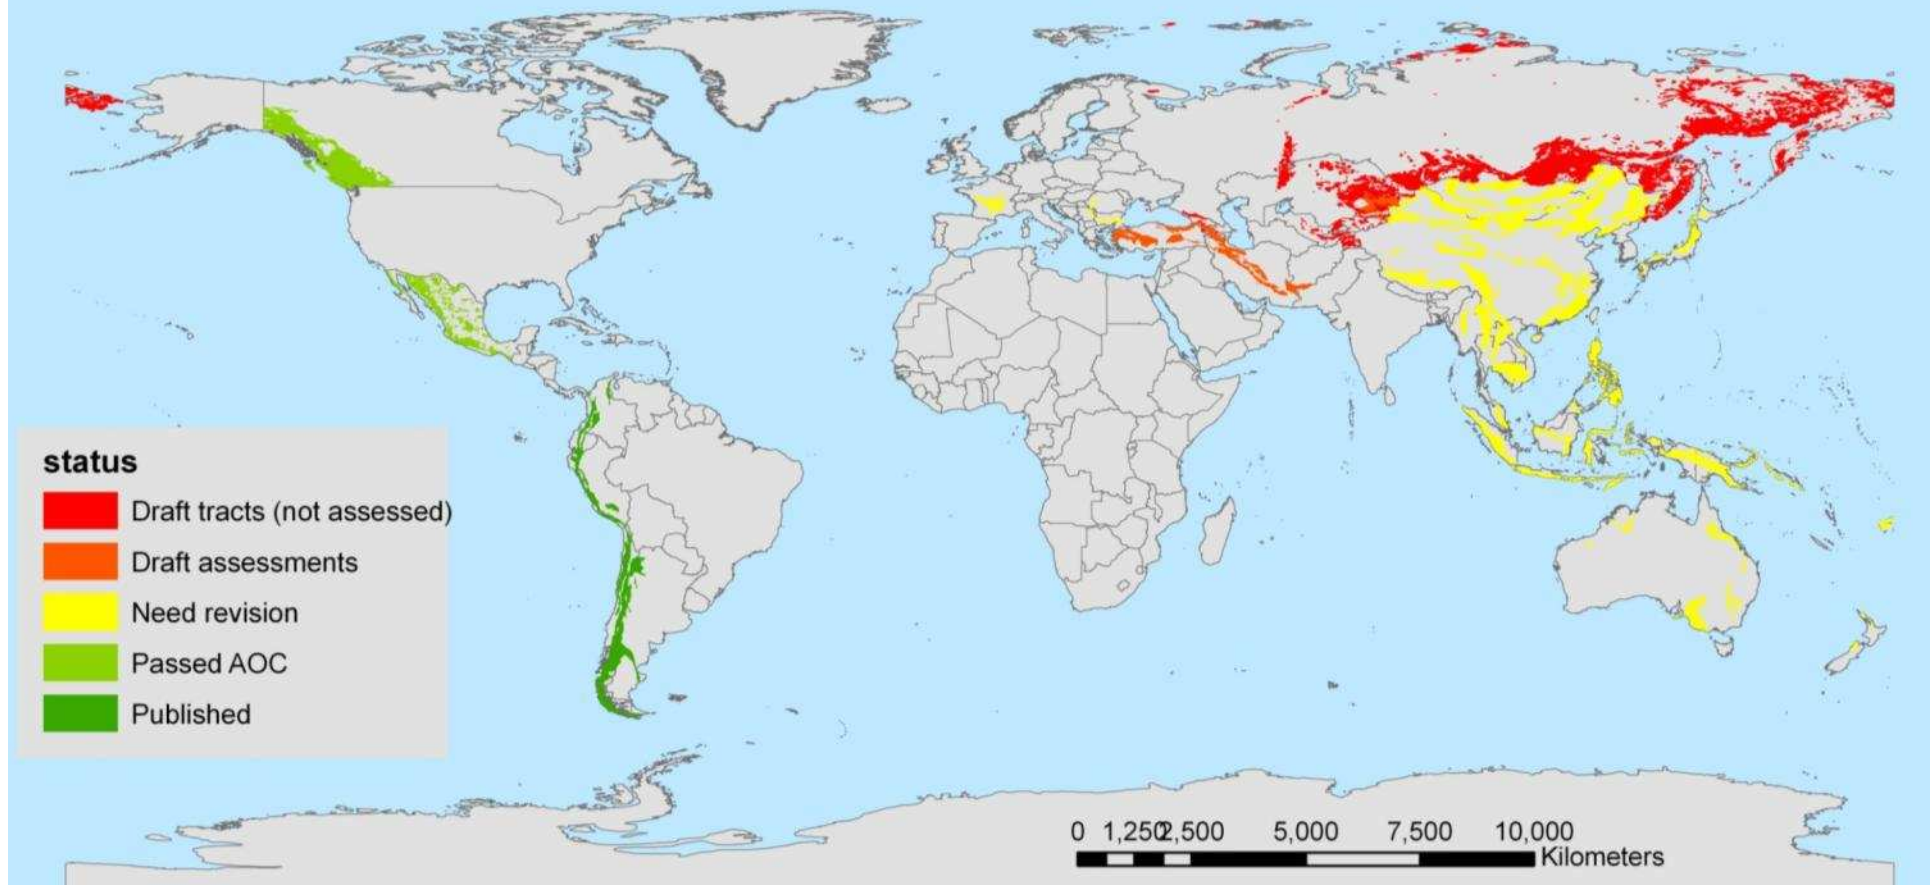 status
Draft tracts (not assessed)
Draft assessments
Need revision
Passed AOC
Published
0 1,250 2,500 5,000 7,500 10,000
Kilometers